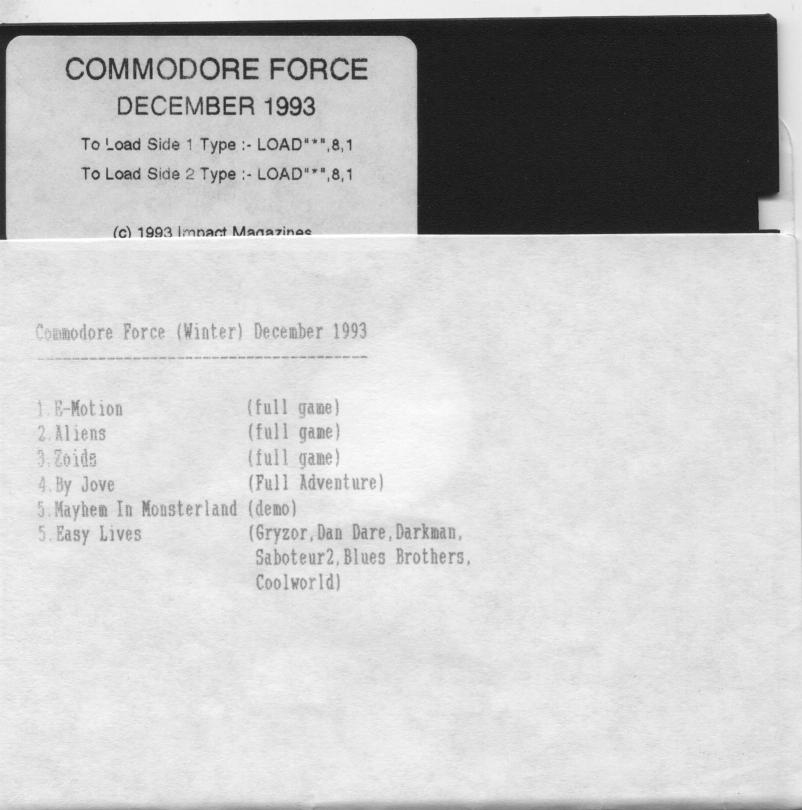 COMMODORE FORCE
DECEMBER 1993
To Load Side 1 Type :- LOAD"*",8,1
To Load Side 2 Type :- LOAD"*",8,1
(c) 1993 Impact Magazines
Commodore Force (Winter) December 1993
--------------------------------------
1.E-Motion (full game)
2.Aliens (full game)
3.Zoids (full game)
4.By Jove (Full Adventure)
5.Mayhem In Monsterland (demo)
5.Easy Lives (Gryzor,Dan Dare,Darkman,
Saboteur2,Blues Brothers,
Coolworld)